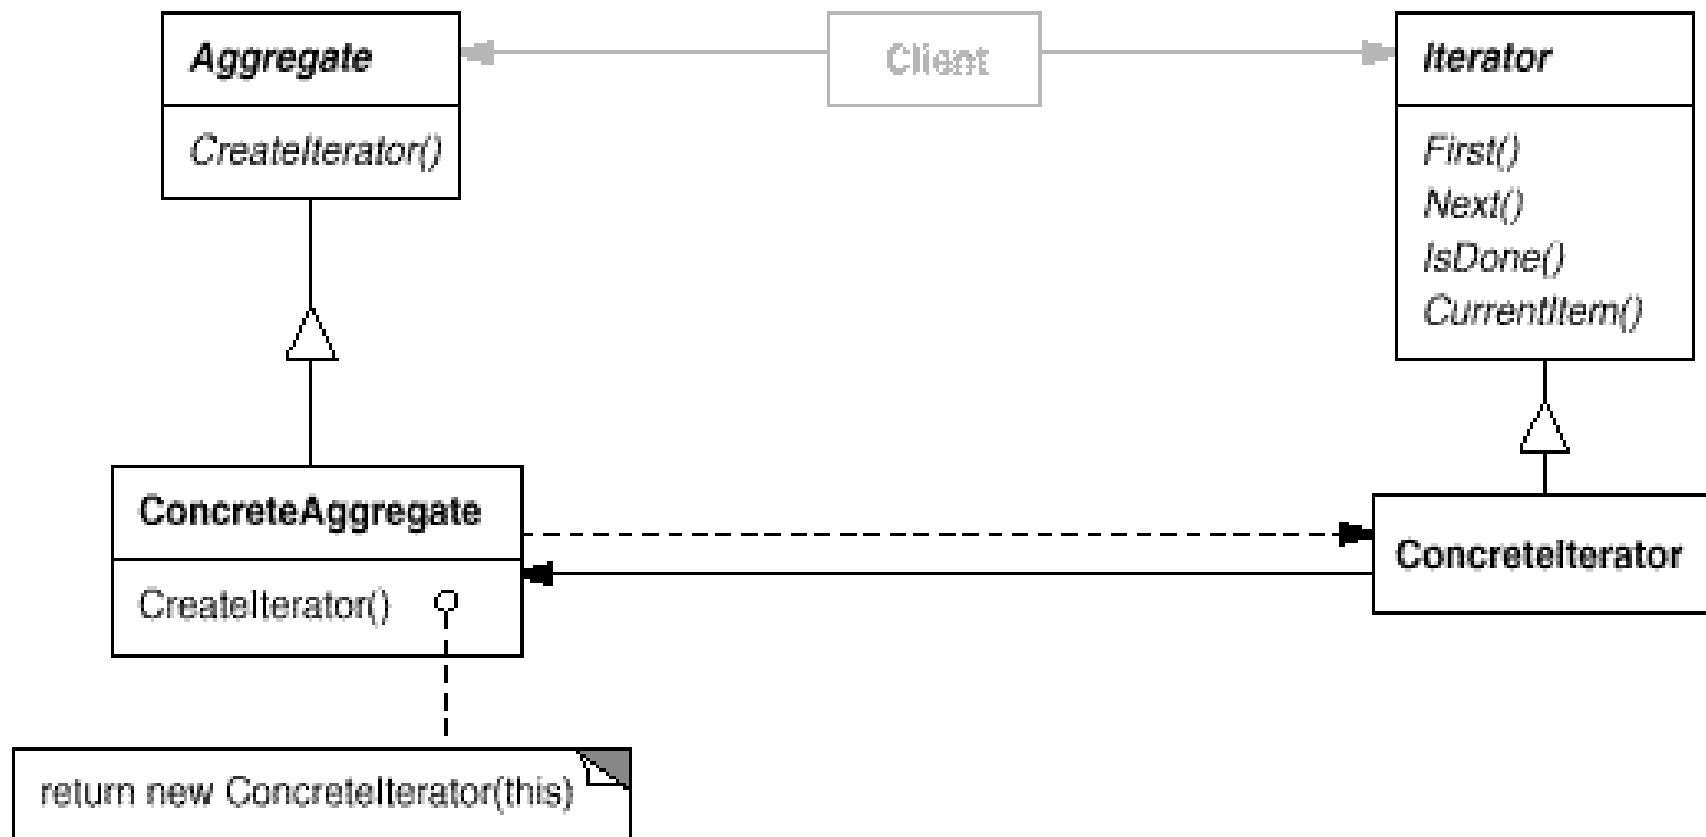 Aggregate
CreateIterator()
Client
Iterator
First()
Next()
IsDone()
CurrentItem()
ConcreteAggregate
CreateIterator()
ConcreteIterator
return new ConcreteIterator(this)